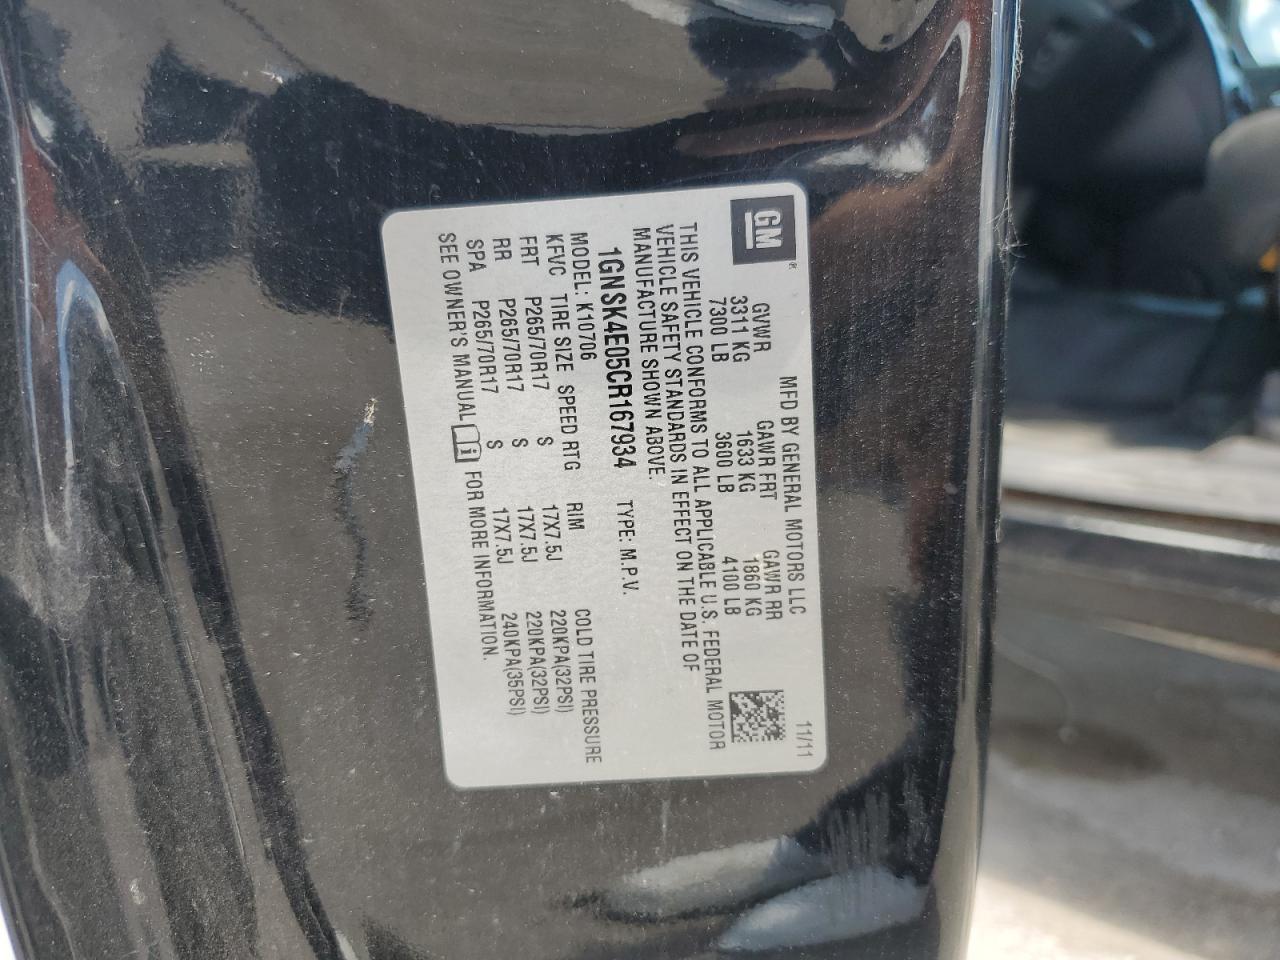 GM ®
MFD BY GENERAL MOTORS LLC 11/11
GVWR GAWR FRT GAWR RR
3311 KG 1633 KG 1860 KG
7300 LB 3600 LB 4100 LB
THIS VEHICLE CONFORMS TO ALL APPLICABLE U.S. FEDERAL MOTOR
VEHICLE SAFETY STANDARDS IN EFFECT ON THE DATE OF
MANUFACTURE SHOWN ABOVE.
1GNSK4E05CR167934 TYPE: M.P.V.
MODEL: K10706
KFVC TIRE SIZE SPEED RTG RIM COLD TIRE PRESSURE
FRT P265/70R17 S 17X7.5J 220KPA(32PSI)
RR P265/70R17 S 17X7.5J 220KPA(32PSI)
SPA P265/70R17 S 17X7.5J 240KPA(35PSI)
SEE OWNER'S MANUAL i FOR MORE INFORMATION.